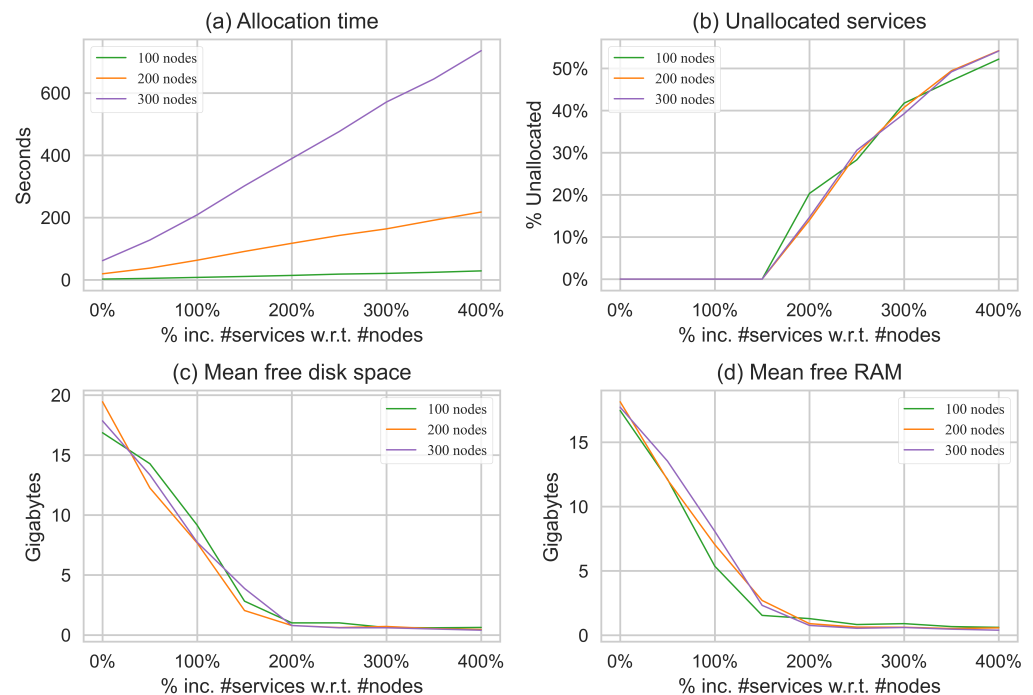 (a) Allocation time
100 nodes
200 nodes
300 nodes
600
400
200
0
Seconds
0% 100% 200% 300% 400%
% inc. #services w.r.t. #nodes
(b) Unallocated services
100 nodes
200 nodes
300 nodes
50%
40%
30%
20%
10%
0%
% Unallocated
0% 100% 200% 300% 400%
% inc. #services w.r.t. #nodes
(c) Mean free disk space
100 nodes
200 nodes
300 nodes
20
15
10
5
0
Gigabytes
0% 100% 200% 300% 400%
% inc. #services w.r.t. #nodes
(d) Mean free RAM
100 nodes
200 nodes
300 nodes
15
10
5
0
Gigabytes
0% 100% 200% 300% 400%
% inc. #services w.r.t. #nodes